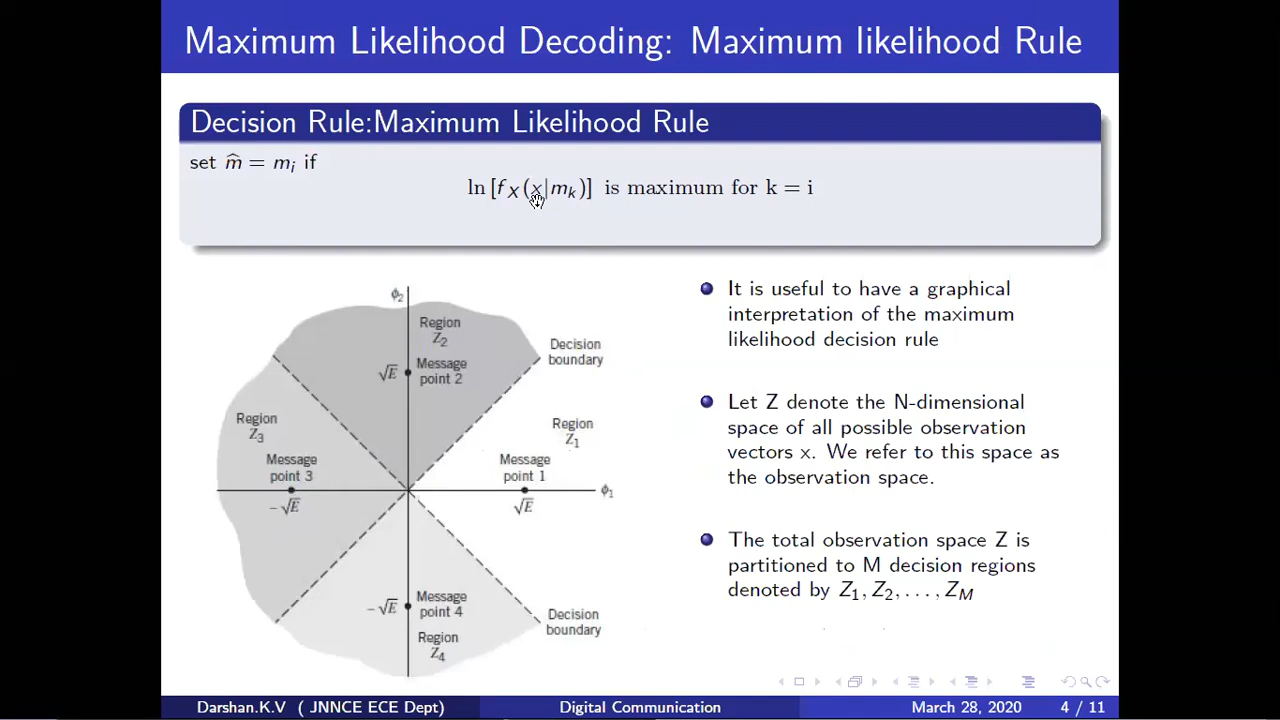 Maximum Likelihood Decoding: Maximum likelihood Rule
Decision Rule:Maximum Likelihood Rule
set m̂ = mᵢ if
ln [f_X(x|m_k)] is maximum for k = i
ϕ₂
Region
Z₂
√E
Message
point 2
Decision
boundary
Region
Z₃
Region
Z₁
Message
point 3
Message
point 1
−√E
√E
ϕ₁
−√E
Message
point 4
Region
Z₄
Decision
boundary
It is useful to have a graphical
interpretation of the maximum
likelihood decision rule
Let Z denote the N-dimensional
space of all possible observation
vectors x. We refer to this space as
the observation space.
The total observation space Z is
partitioned to M decision regions
denoted by Z₁, Z₂, . . . , Z_M
Darshan.K.V ( JNNCE ECE Dept)
Digital Communication
March 28, 2020
4 / 11